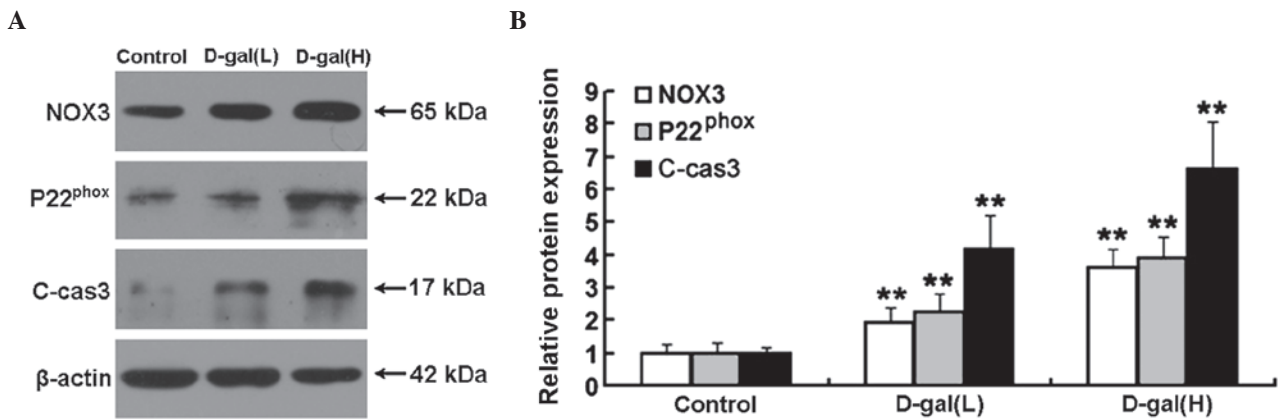 A
Control D-gal(L) D-gal(H)
NOX3 65 kDa
P22phox 22 kDa
C-cas3 17 kDa
β-actin 42 kDa
B
Relative protein expression
9
8
7
6
5
4
3
2
1
0
NOX3
P22phox
C-cas3
** ** **
** ** **
Control D-gal(L) D-gal(H)